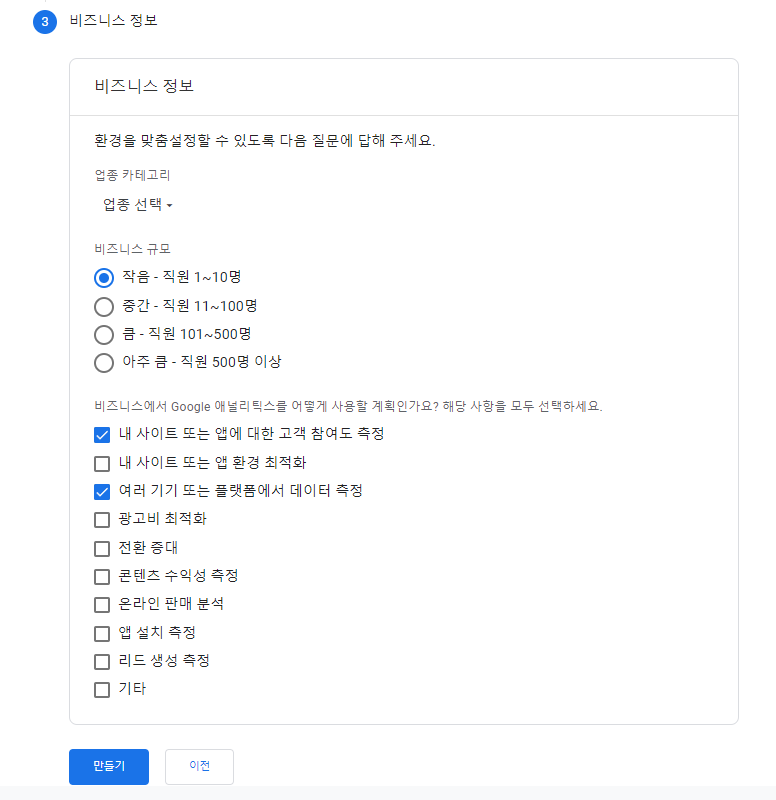 3 비즈니스 정보
비즈니스 정보
환경을 맞춤설정할 수 있도록 다음 질문에 답해 주세요.
업종 카테고리
업종 선택
비즈니스 규모
작음 - 직원 1~10명
중간 - 직원 11~100명
큼 - 직원 101~500명
아주 큼 - 직원 500명 이상
비즈니스에서 Google 애널리틱스를 어떻게 사용할 계획인가요? 해당 사항을 모두 선택하세요.
내 사이트 또는 앱에 대한 고객 참여도 측정
내 사이트 또는 앱 환경 최적화
여러 기기 또는 플랫폼에서 데이터 측정
광고비 최적화
전환 증대
콘텐츠 수익성 측정
온라인 판매 분석
앱 설치 측정
리드 생성 측정
기타
만들기 이전